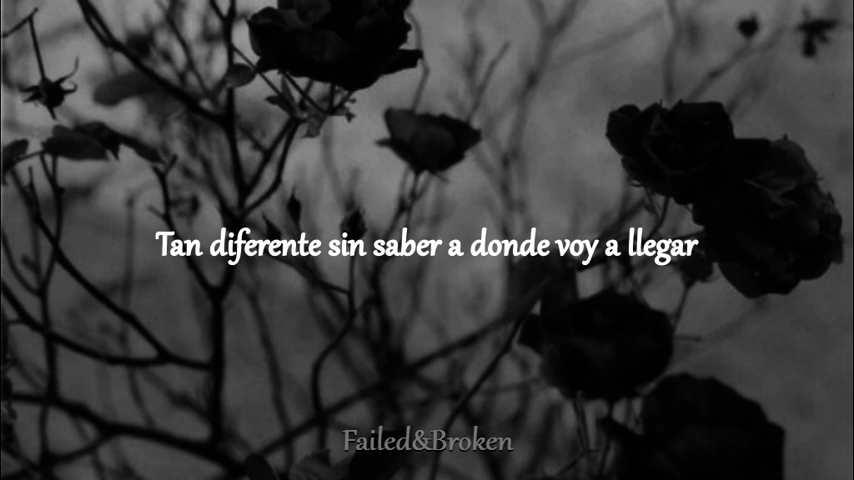 Tan diferente sin saber a donde voy a llegar
Failed&Broken